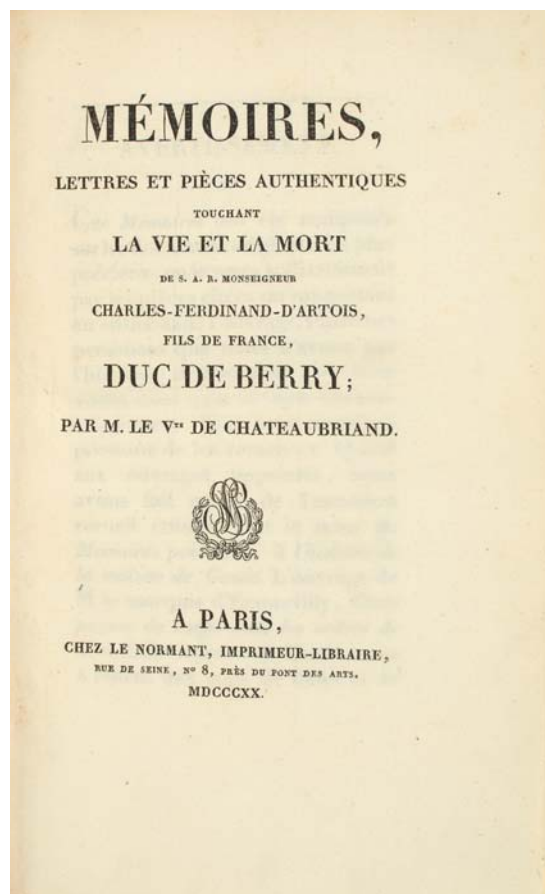 MÉMOIRES,
LETTRES ET PIÈCES AUTHENTIQUES
TOUCHANT
LA VIE ET LA MORT
DE S. A. R. MONSEIGNEUR
CHARLES-FERDINAND-D'ARTOIS,
FILS DE FRANCE,
DUC DE BERRY;
PAR M. LE Vte DE CHATEAUBRIAND.
A PARIS,
CHEZ LE NORMANT, IMPRIMEUR-LIBRAIRE,
RUE DE SEINE, No 8, PRÈS DU PONT DES ARTS.
MDCCCXX.